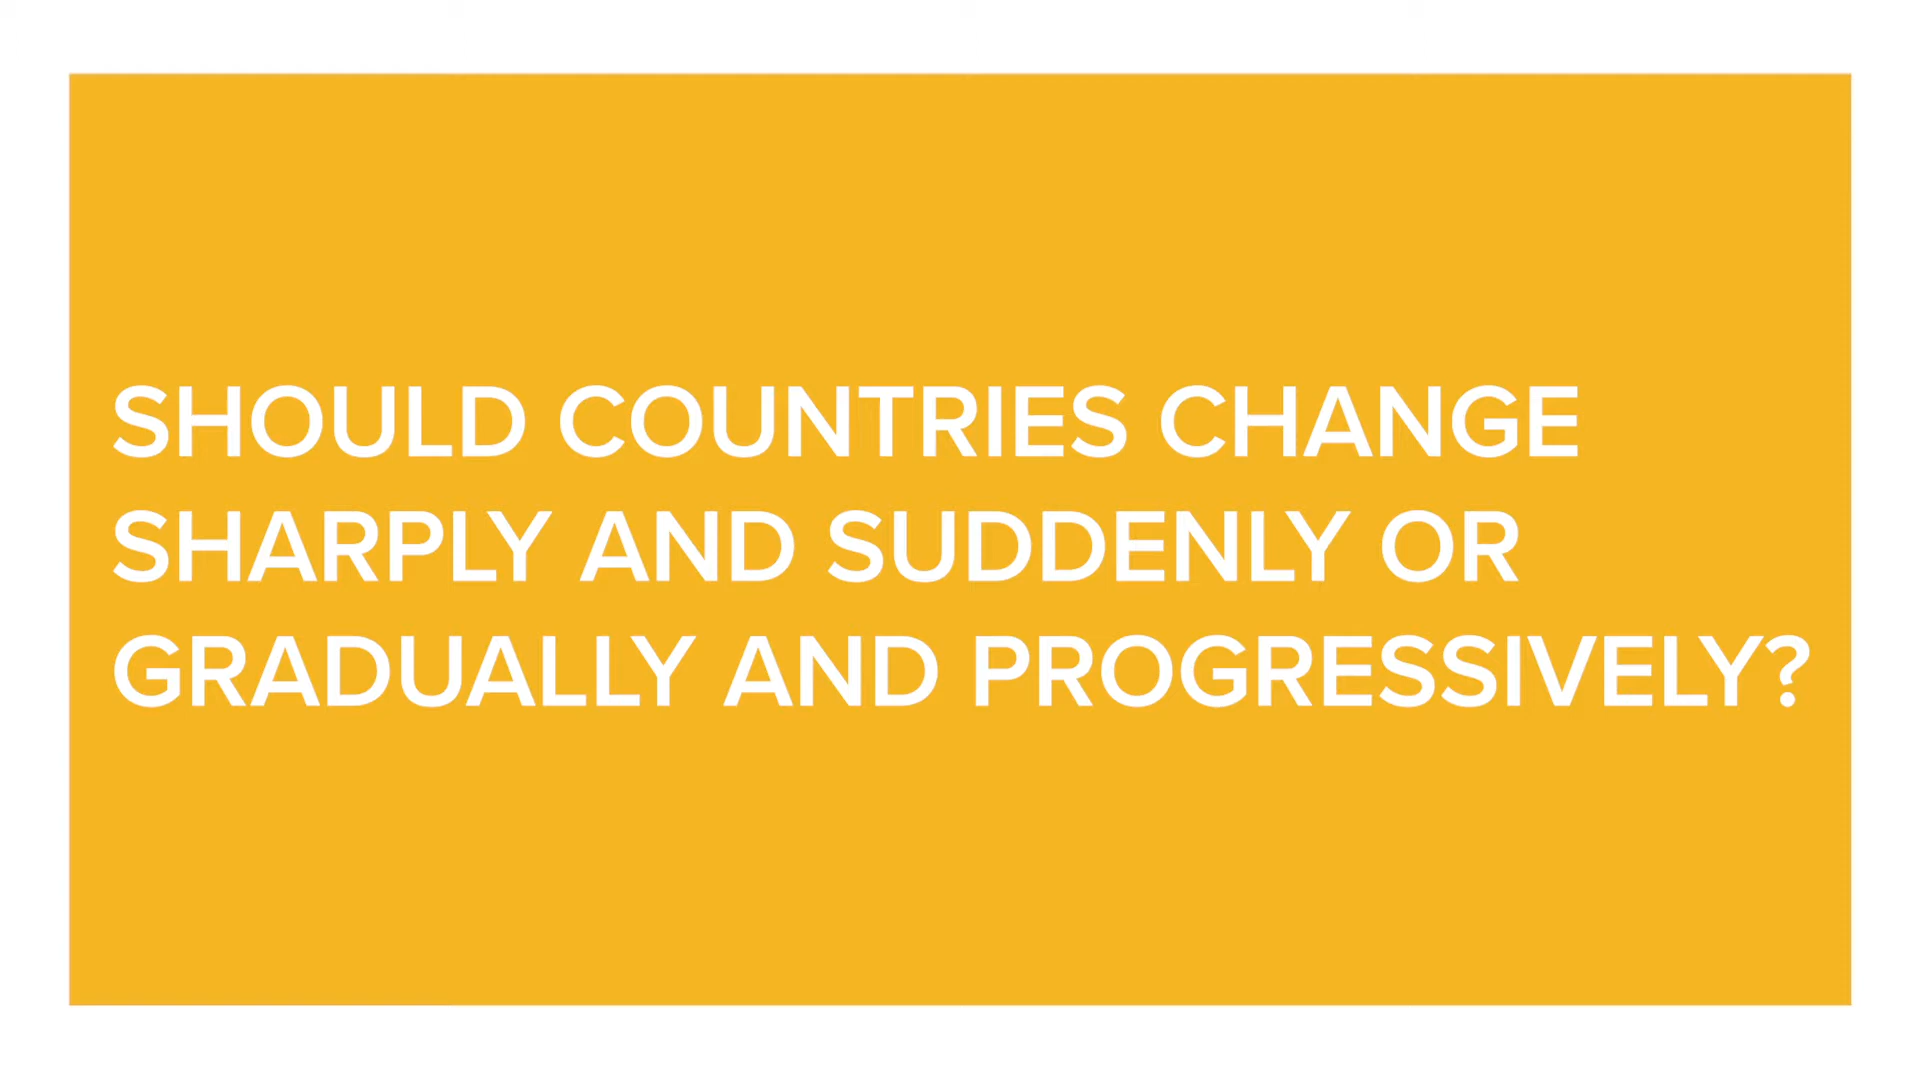 SHOULD COUNTRIES CHANGE
SHARPLY AND SUDDENLY OR
GRADUALLY AND PROGRESSIVELY?